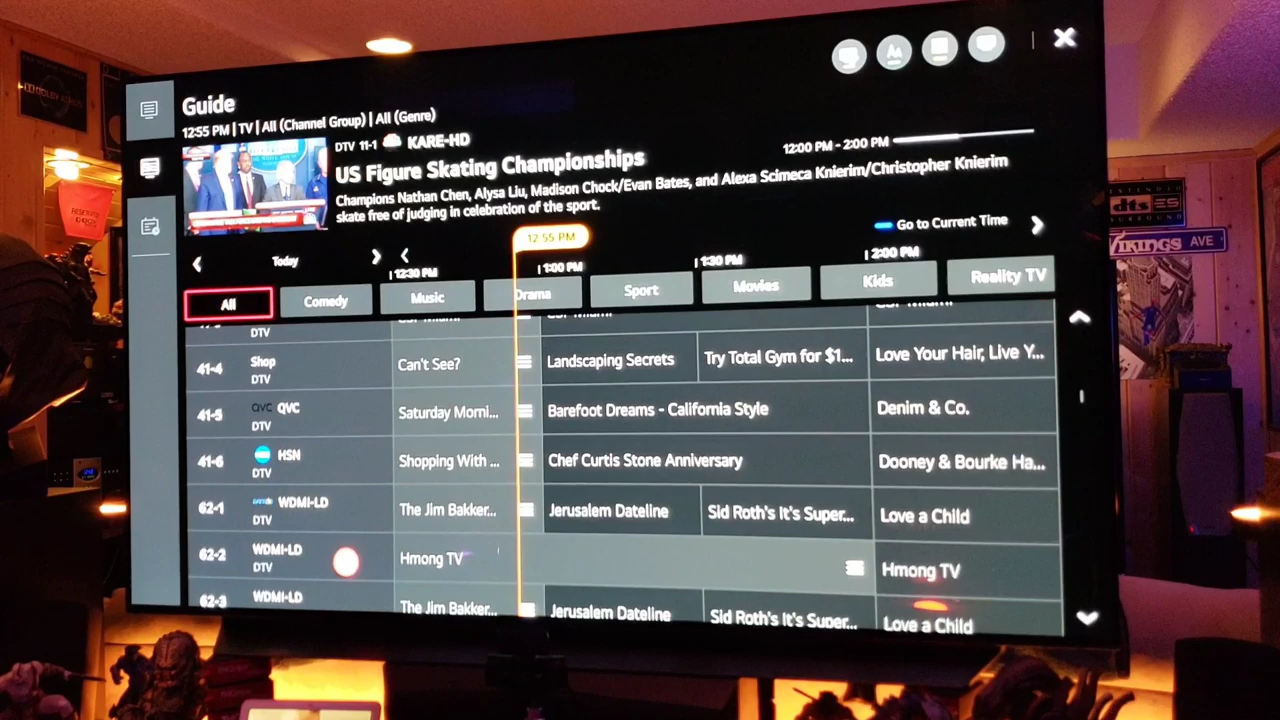 Guide
12:55 PM | TV | All (Channel Group) | All (Genre)
DTV 11-1 KARE-HD
US Figure Skating Championships
12:00 PM - 2:00 PM
Champions Nathan Chen, Alysa Liu, Madison Chock/Evan Bates, and Alexa Scimeca Knierim/Christopher Knierim
skate free of judging in celebration of the sport.
Go to Current Time
Today
12:55 PM
12:30 PM 1:00 PM 1:30 PM 2:00 PM
All Comedy Music Drama Sport Movies Kids Reality TV
DTV
41-4 Shop DTV Can't See? Landscaping Secrets Try Total Gym for $1... Love Your Hair, Live Y...
41-5 QVC QVC DTV Saturday Morni... Barefoot Dreams - California Style Denim & Co.
41-6 HSN DTV Shopping With ... Chef Curtis Stone Anniversary Dooney & Bourke Ha...
62-1 WDMI-LD DTV The Jim Bakker... Jerusalem Dateline Sid Roth's It's Super... Love a Child
62-2 WDMI-LD DTV Hmong TV Hmong TV
62-3 WDMI-LD The Jim Bakker... Jerusalem Dateline Sid Roth's It's Super... Love a Child
DOLBY ATMOS
RESERVED
EXTENDED
dts ES
SURROUND
VIKINGS AVE